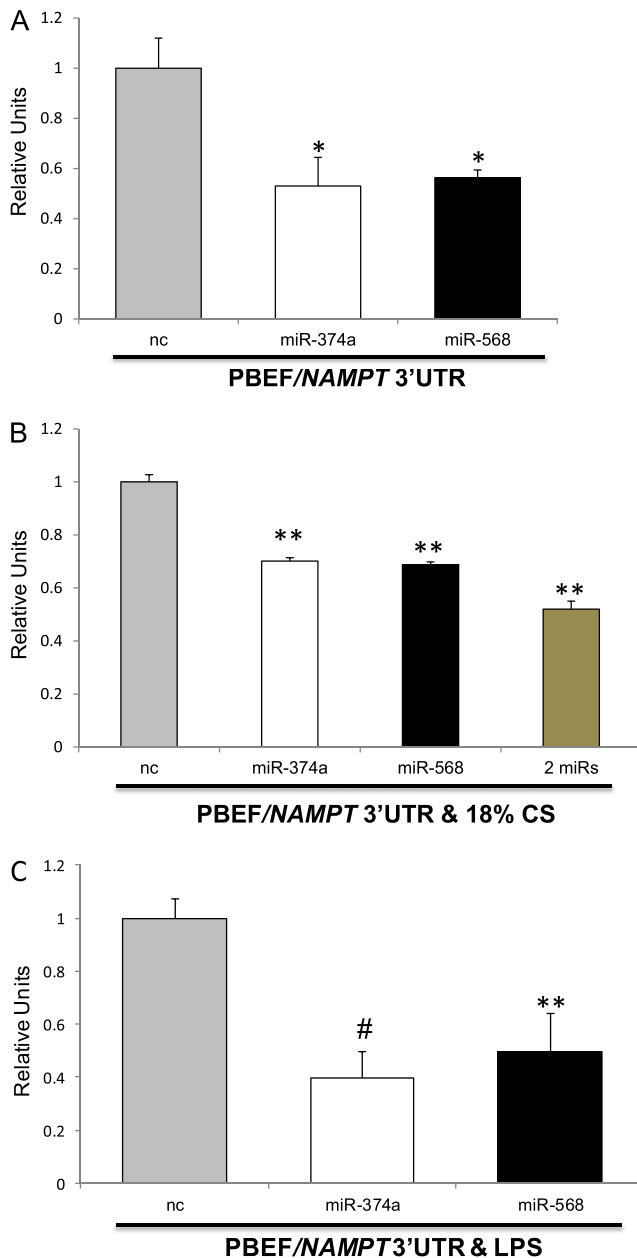 A
Relative Units
1.2
1
0.8
0.6
0.4
0.2
0
*
*
nc miR-374a miR-568
PBEF/NAMPT 3’UTR
B
Relative Units
1.2
1
0.8
0.6
0.4
0.2
0
**
**
**
nc miR-374a miR-568 2 miRs
PBEF/NAMPT 3’UTR & 18% CS
C
Relative Units
1.2
1
0.8
0.6
0.4
0.2
0
#
**
nc miR-374a miR-568
PBEF/NAMPT 3’UTR & LPS